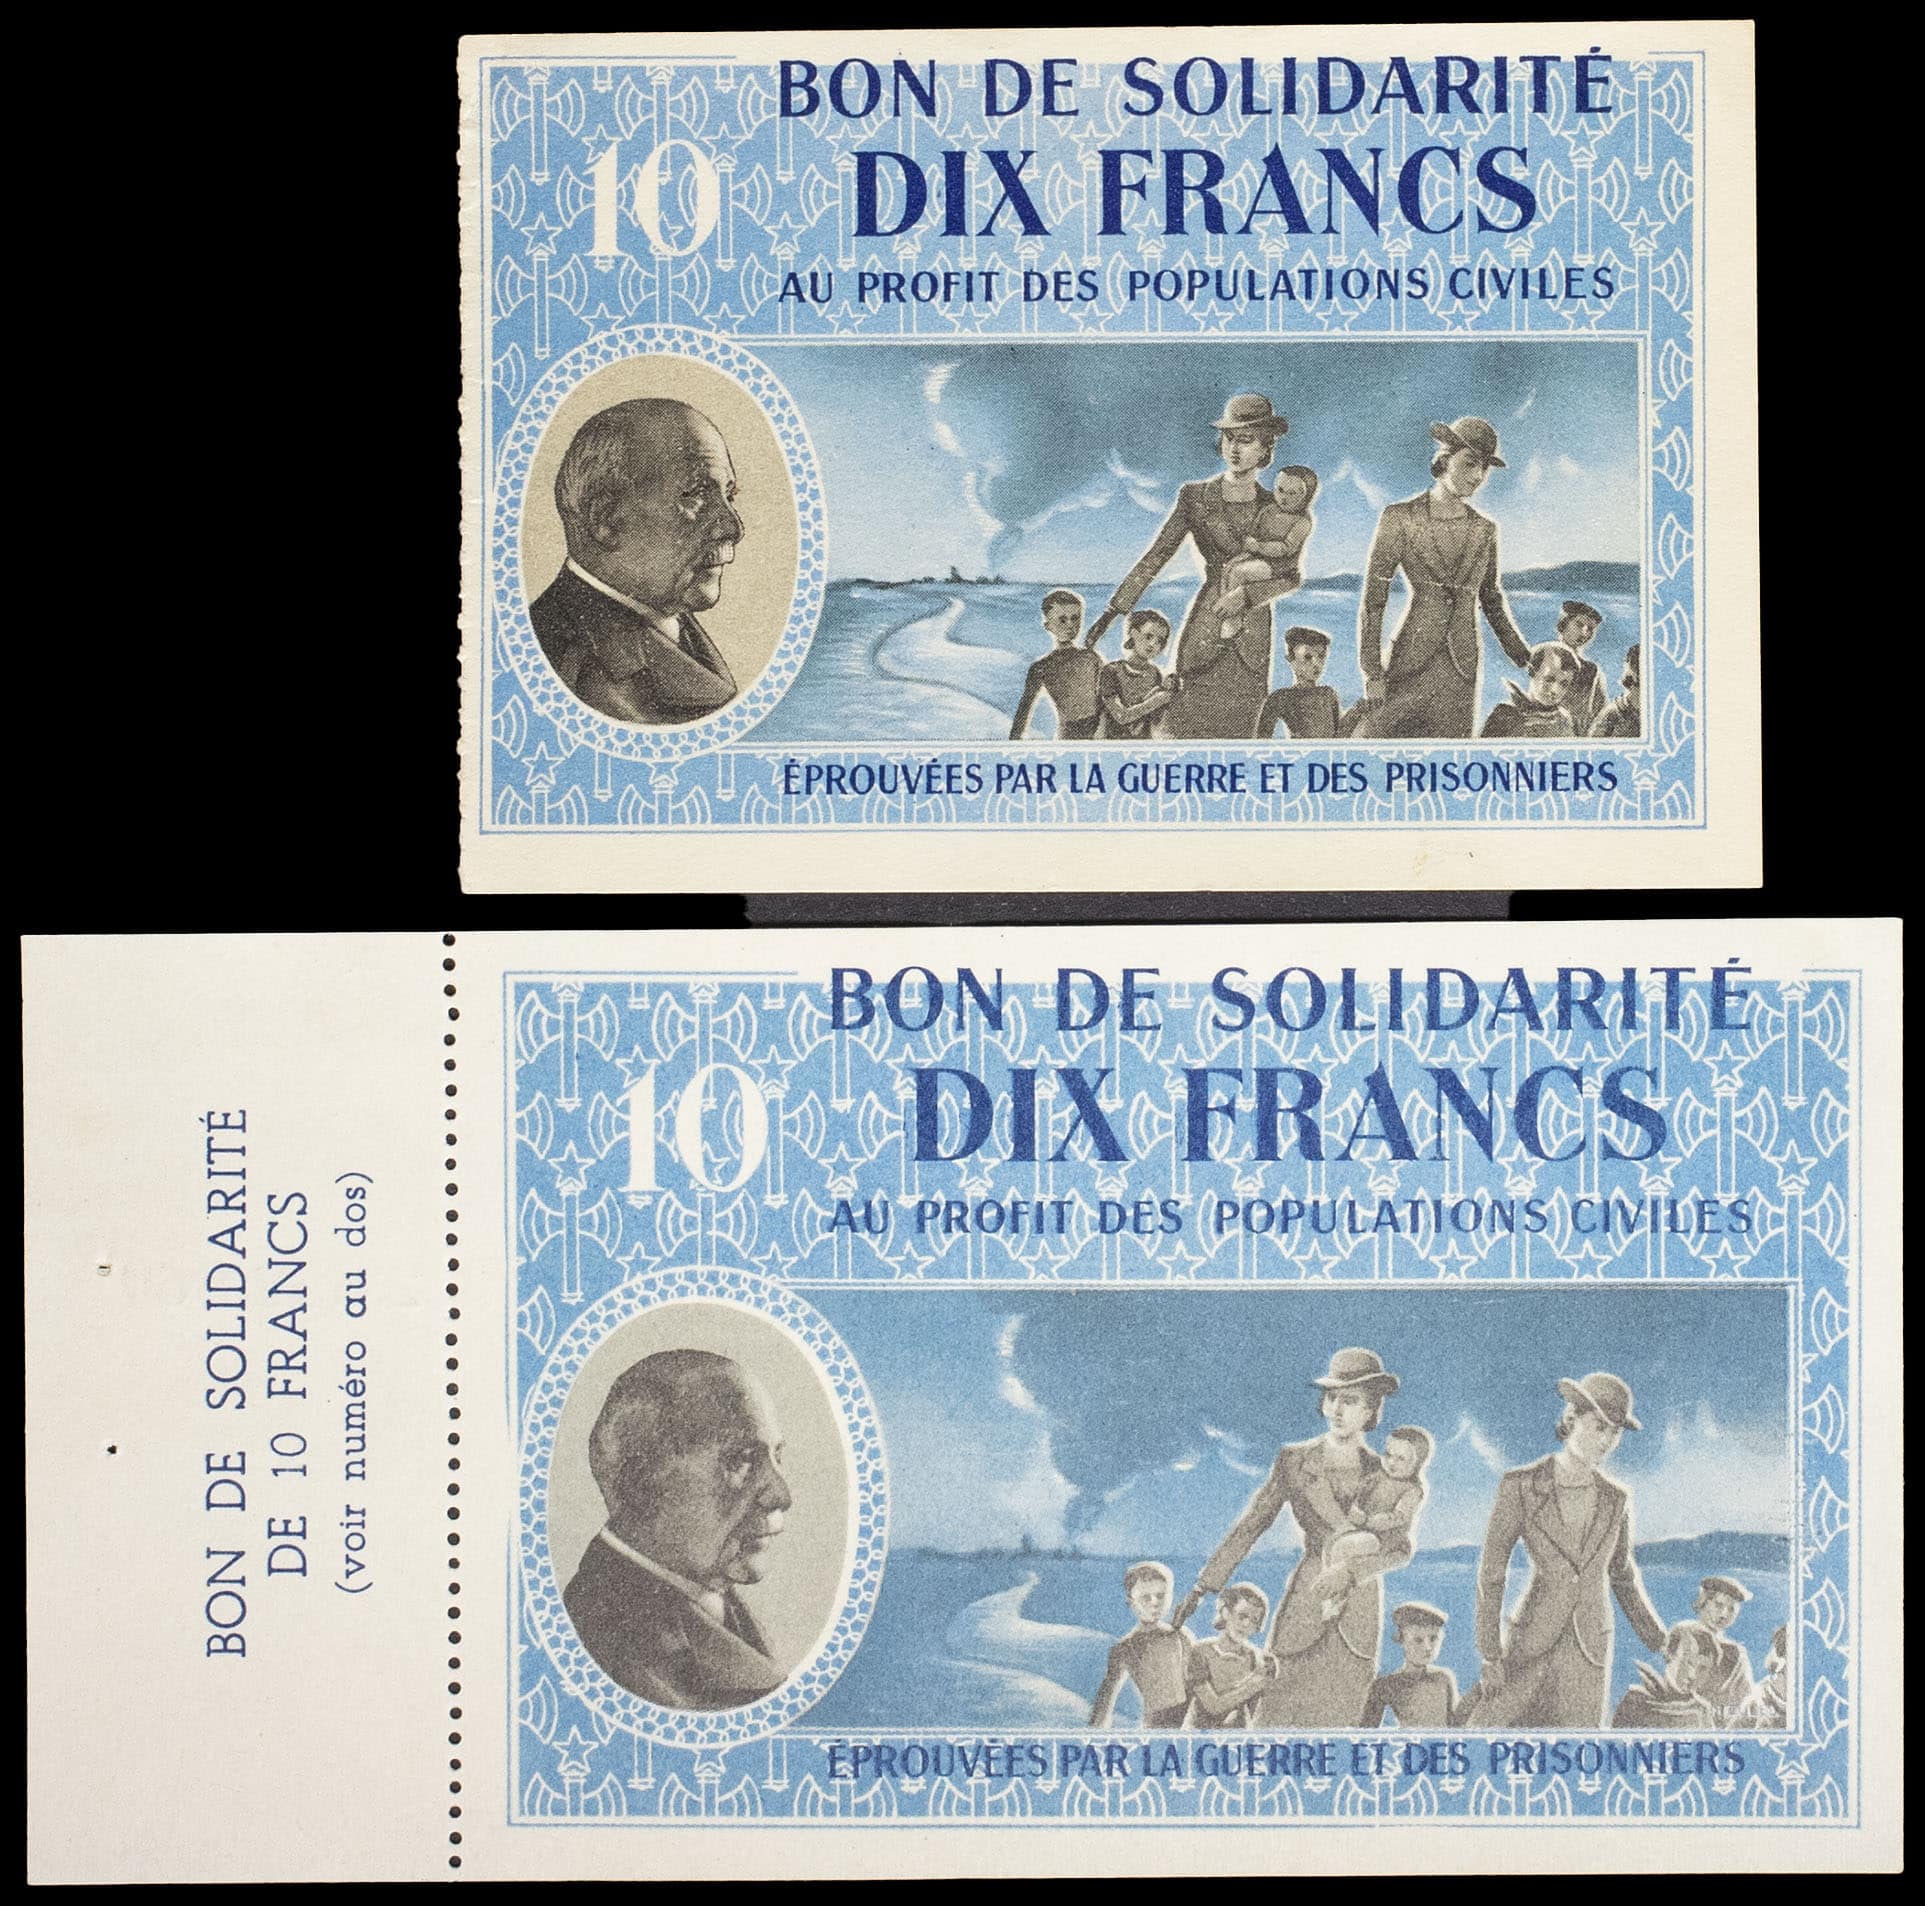 BON DE SOLIDARITÉ
10
DIX FRANCS
AU PROFIT DES POPULATIONS CIVILES
ÉPROUVÉES PAR LA GUERRE ET DES PRISONNIERS
BON DE SOLIDARITÉ
DE 10 FRANCS
(voir numéro au dos)
BON DE SOLIDARITÉ
10
DIX FRANCS
AU PROFIT DES POPULATIONS CIVILES
ÉPROUVÉES PAR LA GUERRE ET DES PRISONNIERS